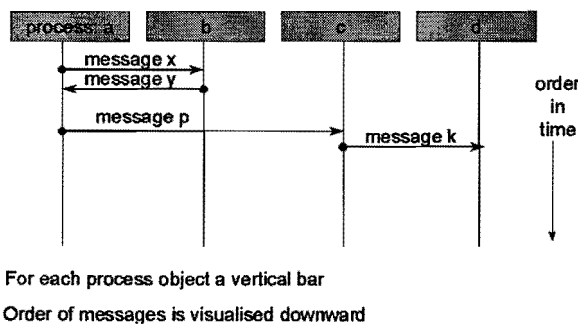 process: a b c d
message x
message y
message p
message k
order
in
time
For each process object a vertical bar
Order of messages is visualised downward